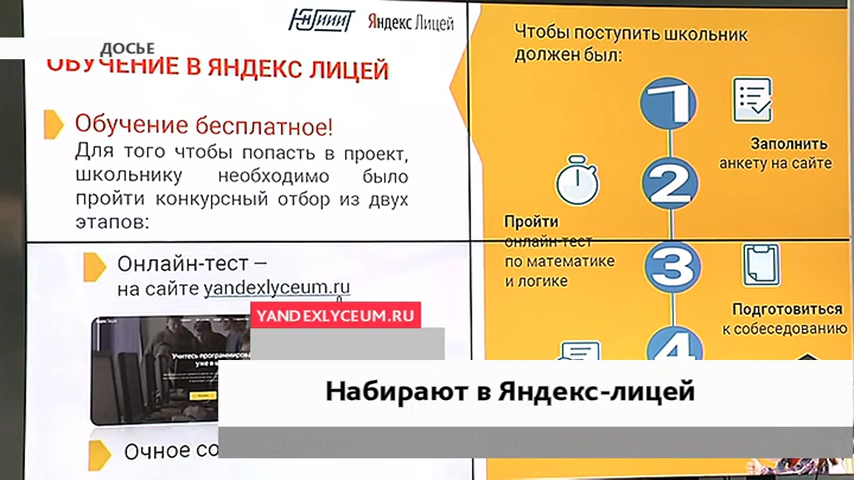 ДОСЬЕ
Яндекс Лицей
ОБУЧЕНИЕ В ЯНДЕКС ЛИЦЕЙ
Обучение бесплатное!
Для того чтобы попасть в проект,
школьнику необходимо было
пройти конкурсный отбор из двух
этапов:
Онлайн-тест –
на сайте yandexlyceum.ru
Учитесь
Очное
Чтобы поступить школьник
должен был:
1
Заполнить
анкету на сайте
2
Пройти
онлайн-тест
по математике
и логике
3
Подготовиться
к собеседованию
4
YANDEXLYCEUM.RU
Набирают в Яндекс-лицей